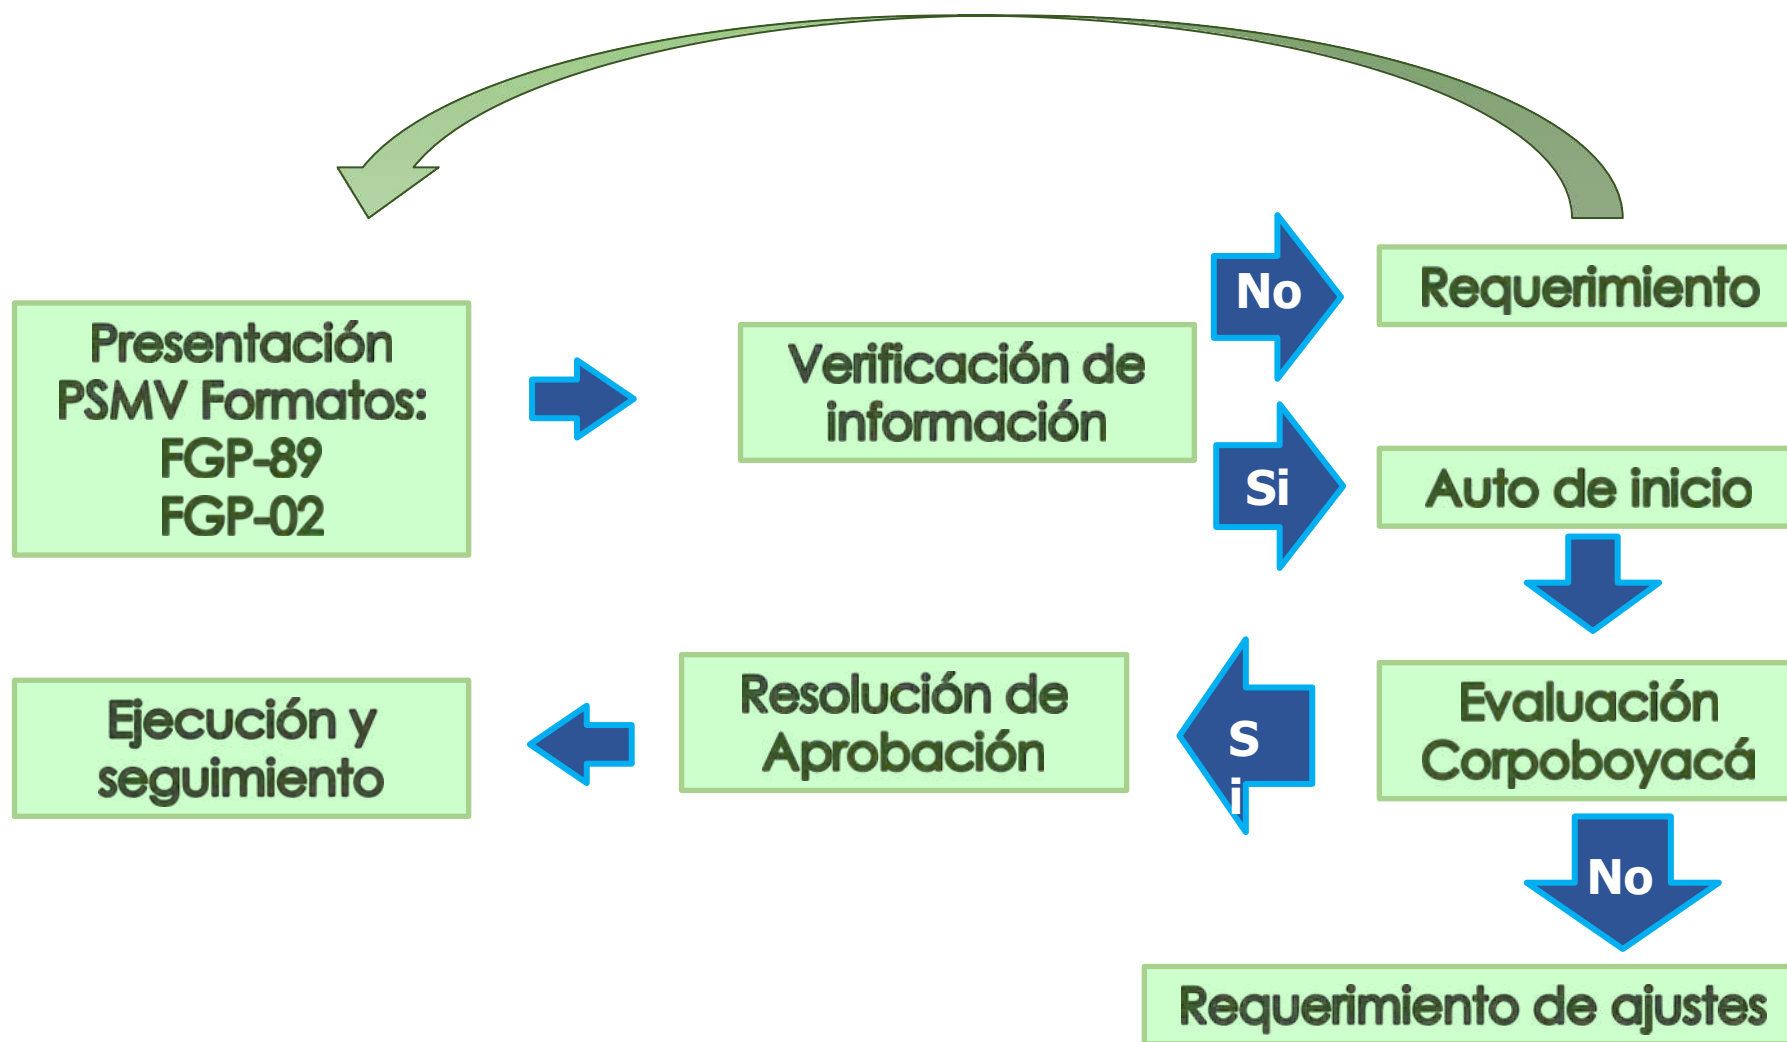 Presentación
PSMV Formatos:
FGP-89
FGP-02
Verificación de
información
No
Requerimiento
Si
Auto de inicio
Evaluación
Corpoboyacá
S
i
Resolución de
Aprobación
Ejecución y
seguimiento
No
Requerimiento de ajustes